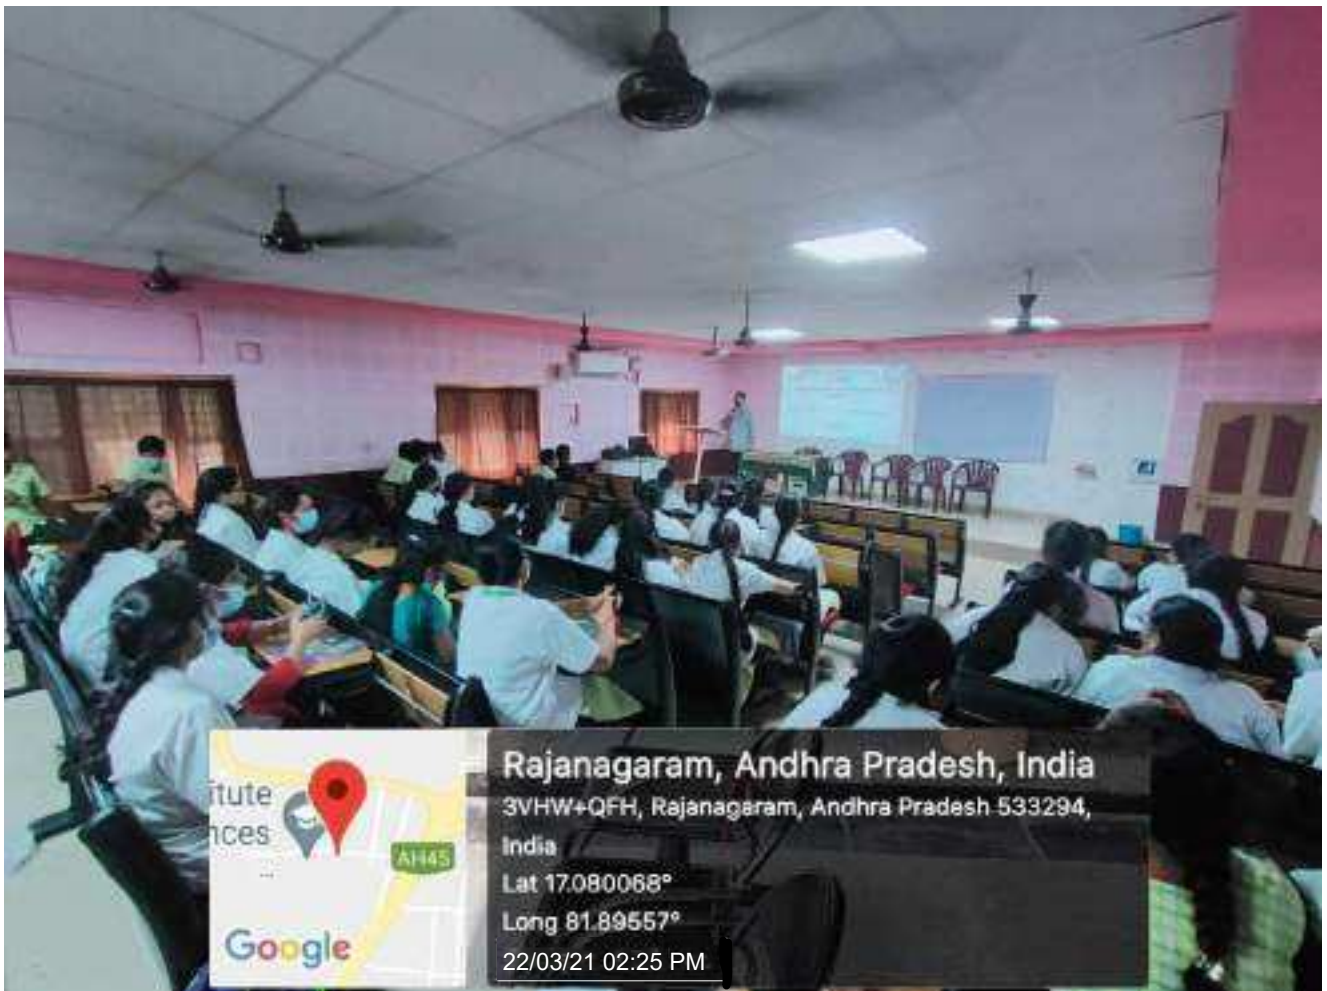 itute
nces
AH45
Google
Rajanagaram, Andhra Pradesh, India
3VHW+QFH, Rajanagaram, Andhra Pradesh 533294,
India
Lat 17.080068°
Long 81.89557°
22/03/21 02:25 PM